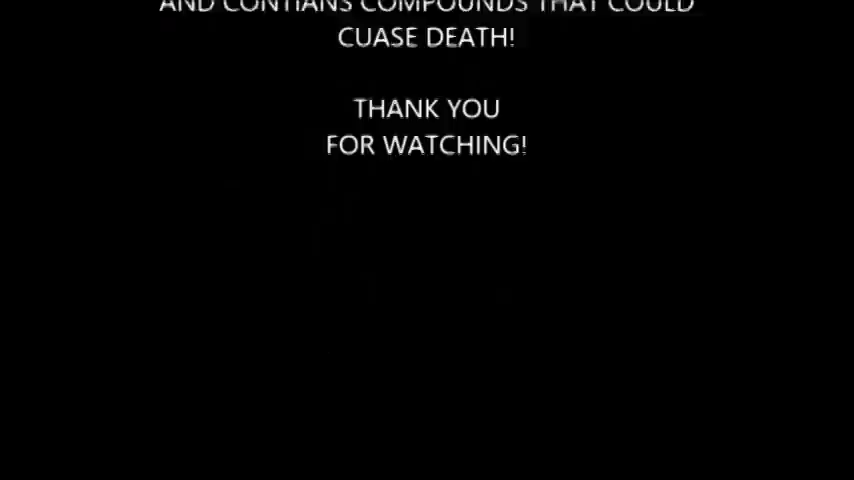 AND CONTIANS COMPOUNDS THAT COULD
CUASE DEATH!
THANK YOU
FOR WATCHING!